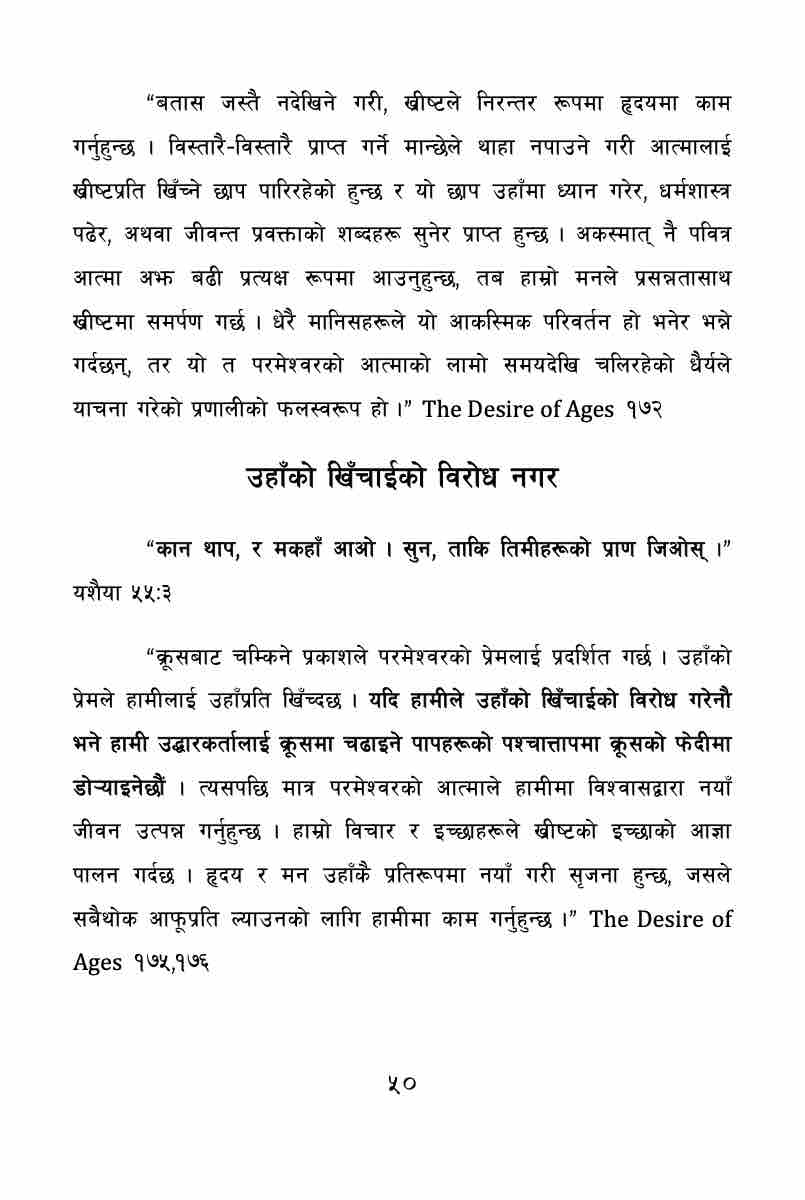 “बतास जस्तै नदेखिने गरी, ख्रीष्टले निरन्तर रूपमा हृदयमा काम
गर्नुहुन्छ । विस्तारै-विस्तारै प्राप्त गर्ने मान्छेले थाहा नपाउने गरी आत्मालाई
ख्रीष्टप्रति खिँच्ने छाप पारिरहेको हुन्छ र यो छाप उहाँमा ध्यान गरेर, धर्मशास्त्र
पढेर, अथवा जीवन्त प्रवक्ताको शब्दहरू सुनेर प्राप्त हुन्छ । अकस्मात् नै पवित्र
आत्मा अझ बढी प्रत्यक्ष रूपमा आउनुहुन्छ, तब हाम्रो मनले प्रसन्नतासाथ
ख्रीष्टमा समर्पण गर्छ । धेरै मानिसहरूले यो आकस्मिक परिवर्तन हो भनेर भन्ने
गर्दछन्, तर यो त परमेश्वरको आत्माको लामो समयदेखि चलिरहेको धैर्यले
याचना गरेको प्रणालीको फलस्वरूप हो ।” The Desire of Ages १७२
उहाँको खिँचाईको विरोध नगर
“कान थाप, र मकहाँ आओ । सुन, ताकि तिमीहरूको प्राण जिओस् ।”
यशैया ५५:३
“क्रूसबाट चम्किने प्रकाशले परमेश्वरको प्रेमलाई प्रदर्शित गर्छ । उहाँको
प्रेमले हामीलाई उहाँप्रति खिँच्दछ । यदि हामीले उहाँको खिँचाईको विरोध गरेनौ
भने हामी उद्धारकर्तालाई क्रूसमा चढाइने पापहरूको पश्चात्तापमा क्रूसको फेदीमा
डोऱ्याइनेछौं । त्यसपछि मात्र परमेश्वरको आत्माले हामीमा विश्वासद्वारा नयाँ
जीवन उत्पन्न गर्नुहुन्छ । हाम्रो विचार र इच्छाहरूले ख्रीष्टको इच्छाको आज्ञा
पालन गर्दछ । हृदय र मन उहाँकै प्रतिरूपमा नयाँ गरी सृजना हुन्छ, जसले
सबैथोक आफूप्रति ल्याउनको लागि हामीमा काम गर्नुहुन्छ ।” The Desire of
Ages १७५,१७६
५०